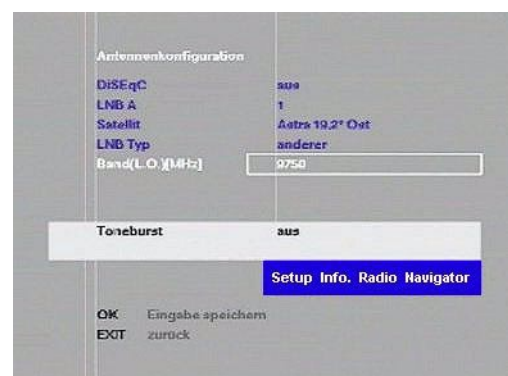 Antennenkonfiguration
DiSEqC aus
LNB A 1
Satellit Astra 19,2° Ost
LNB Typ anderer
Band(L.O.)[MHz] 9750
Toneburst aus
Setup Info. Radio Navigator
OK Eingabe speichern
EXIT zurück